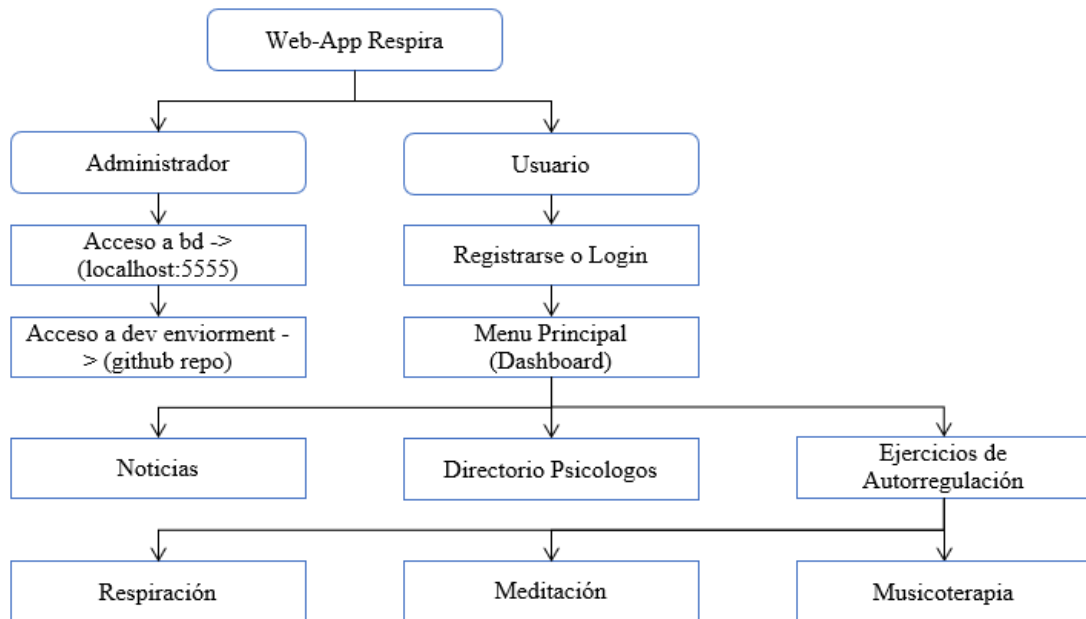 Web-App Respira
Administrador
Usuario
Acceso a bd ->
(localhost:5555)
Registrarse o Login
Acceso a dev enviorment -
> (github repo)
Menu Principal
(Dashboard)
Noticias
Directorio Psicologos
Ejercicios de
Autorregulación
Respiración
Meditación
Musicoterapia